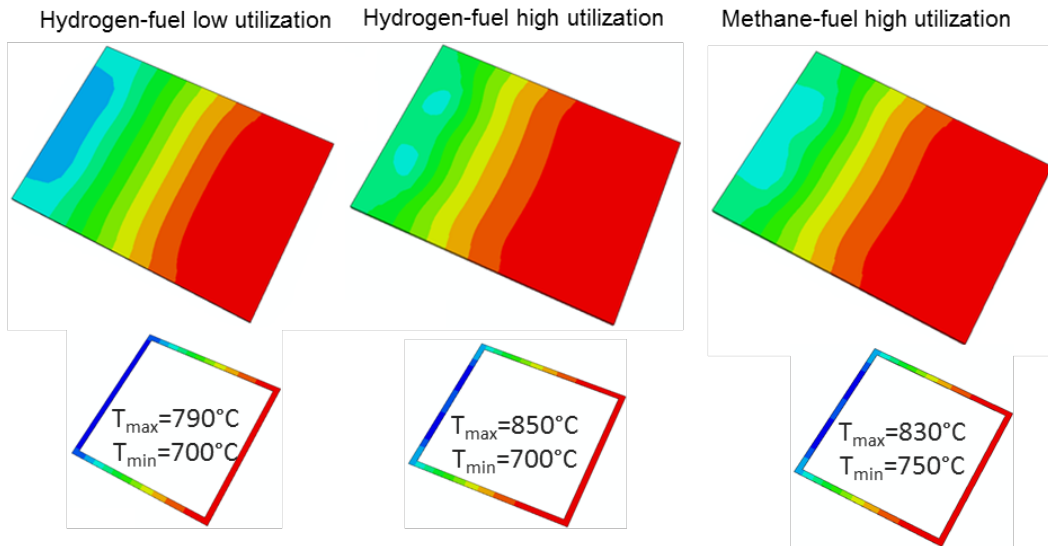 Hydrogen-fuel low utilization
Hydrogen-fuel high utilization
Methane-fuel high utilization
Tmax=790°C
Tmin=700°C
Tmax=850°C
Tmin=700°C
Tmax=830°C
Tmin=750°C